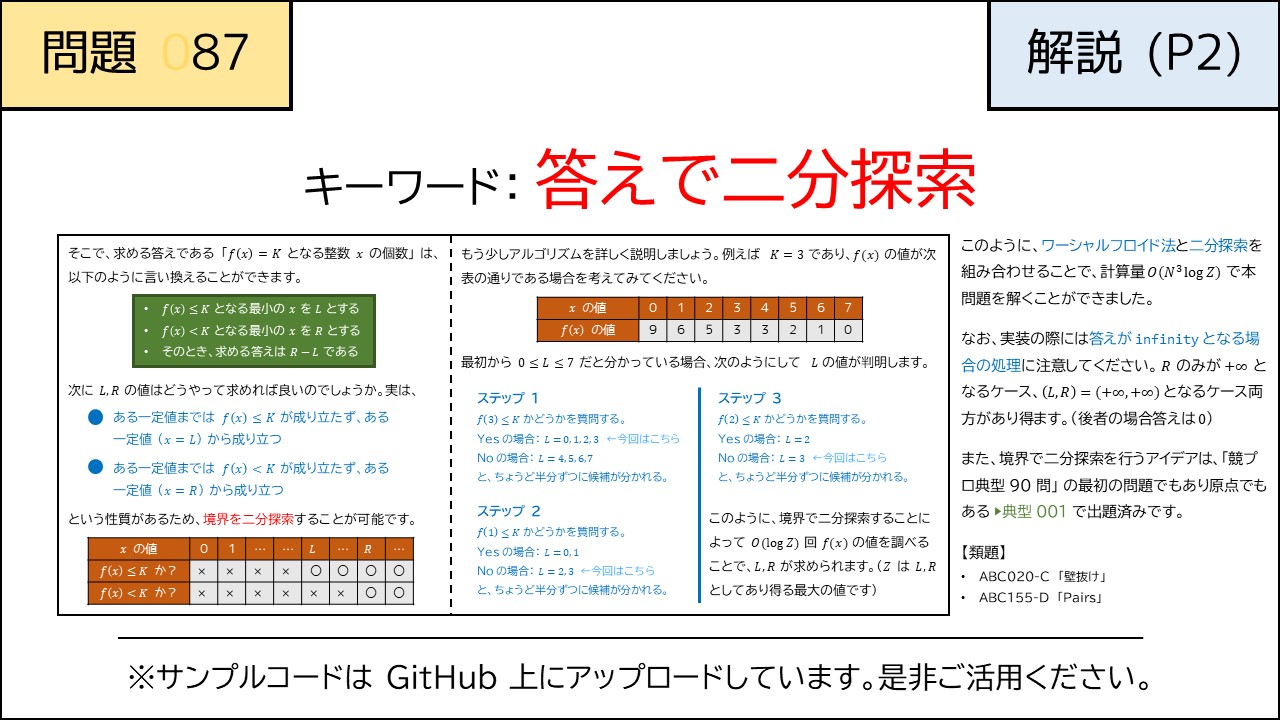 問題 087
解説 (P2)
キーワード: 答えで二分探索
そこで、求める答えである 「f(x) = K となる整数 x の個数」 は、
以下のように言い換えることができます。
• f(x) ≤ K となる最小の x を L とする
• f(x) < K となる最小の x を R とする
• そのとき、求める答えは R − L である
次に L, R の値はどうやって求めれば良いのでしょうか。実は、
● ある一定値までは f(x) ≤ K が成り立たず、ある
一定値 (x = L) から成り立つ
● ある一定値までは f(x) < K が成り立たず、ある
一定値 (x = R) から成り立つ
という性質があるため、境界を二分探索することが可能です。
x の値 0 1 … … L … R …
f(x) ≤ K か？ × × × × ○ ○ ○ ○
f(x) < K か？ × × × × × × ○ ○
もう少しアルゴリズムを詳しく説明しましょう。例えば K = 3 であり、f(x) の値が次
表の通りである場合を考えてみてください。
x の値 0 1 2 3 4 5 6 7
f(x) の値 9 6 5 3 3 2 1 0
最初から 0 ≤ L ≤ 7 だと分かっている場合、次のようにして L の値が判明します。
ステップ 1
f(3) ≤ K かどうかを質問する。
Yes の場合: L = 0, 1, 2, 3 ←今回はこちら
No の場合: L = 4, 5, 6, 7
と、ちょうど半分ずつに候補が分かれる。
ステップ 2
f(1) ≤ K かどうかを質問する。
Yes の場合: L = 0, 1
No の場合: L = 2, 3 ←今回はこちら
と、ちょうど半分ずつに候補が分かれる。
ステップ 3
f(2) ≤ K かどうかを質問する。
Yes の場合: L = 2
No の場合: L = 3 ←今回はこちら
と、ちょうど半分ずつに候補が分かれる。
このように、境界で二分探索することに
よって O(log Z) 回 f(x) の値を調べる
ことで、L, R が求められます。(Z は L, R
としてあり得る最大の値です)
このように、ワーシャルフロイド法と二分探索を
組み合わせることで、計算量 O(N³ log Z) で本
問題を解くことができました。
なお、実装の際には答えが infinity となる場
合の処理に注意してください。R のみが +∞ と
なるケース、(L, R) = (+∞, +∞) となるケース両
方があり得ます。(後者の場合答えは 0)
また、境界で二分探索を行うアイデアは、「競プ
ロ典型 90 問」 の最初の問題でもあり原点でも
ある ▶典型 001 で出題済みです。
【類題】
• ABC020-C 「壁抜け」
• ABC155-D 「Pairs」
※サンプルコードは GitHub 上にアップロードしています。是非ご活用ください。